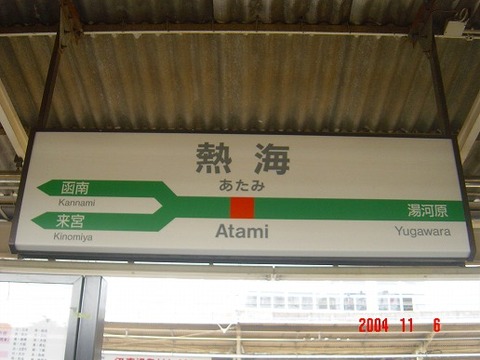 熱海
あたみ
函南
Kannami
来宮
Kinomiya
Atami
湯河原
Yugawara
2004 11 6